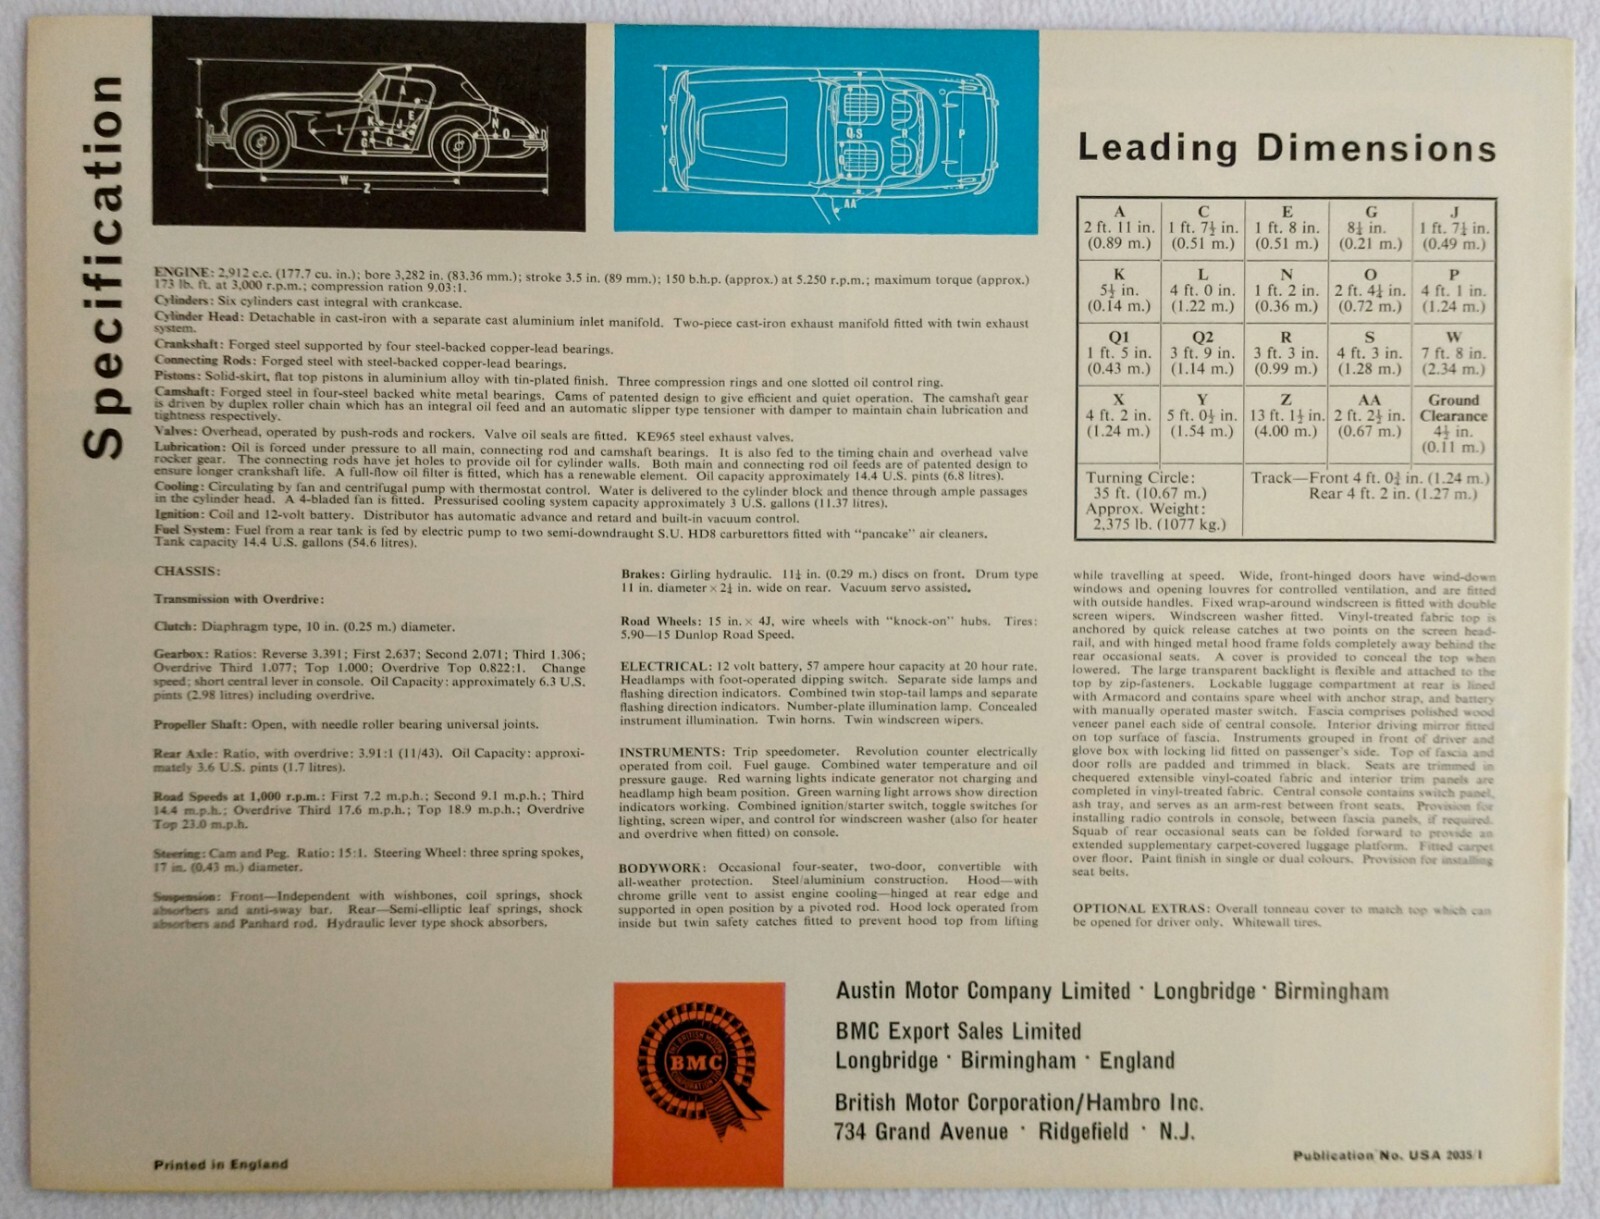 Specification
X
A
E
K
J
L
G
C
N
O
W
Z
Y
Q
S
R
P
Q
AA
Leading Dimensions
A C E G J
2 ft. 11 in. 1 ft. 7½ in. 1 ft. 8 in. 8¼ in. 1 ft. 7¼ in.
(0.89 m.) (0.51 m.) (0.51 m.) (0.21 m.) (0.49 m.)
K L N O P
5½ in. 4 ft. 0 in. 1 ft. 2 in. 2 ft. 4¼ in. 4 ft. 1 in.
(0.14 m.) (1.22 m.) (0.36 m.) (0.72 m.) (1.24 m.)
Q1 Q2 R S W
1 ft. 5 in. 3 ft. 9 in. 3 ft. 3 in. 4 ft. 3 in. 7 ft. 8 in.
(0.43 m.) (1.14 m.) (0.99 m.) (1.28 m.) (2.34 m.)
X Y Z AA Ground
4 ft. 2 in. 5 ft. 0½ in. 13 ft. 1½ in. 2 ft. 2½ in. Clearance
(1.24 m.) (1.54 m.) (4.00 m.) (0.67 m.) 4½ in.
(0.11 m.)
Turning Circle: Track—Front 4 ft. 0¾ in. (1.24 m.)
35 ft. (10.67 m.) Rear 4 ft. 2 in. (1.27 m.)
Approx. Weight:
2,375 lb. (1077 kg.)
ENGINE: 2,912 c.c. (177.7 cu. in.); bore 3,282 in. (83.36 mm.); stroke 3.5 in. (89 mm.); 150 b.h.p. (approx.) at 5.250 r.p.m.; maximum torque (approx.)
173 lb. ft. at 3,000 r.p.m.; compression ration 9.03:1.
Cylinders: Six cylinders cast integral with crankcase.
Cylinder Head: Detachable in cast-iron with a separate cast aluminium inlet manifold. Two-piece cast-iron exhaust manifold fitted with twin exhaust
system.
Crankshaft: Forged steel supported by four steel-backed copper-lead bearings.
Connecting Rods: Forged steel with steel-backed copper-lead bearings.
Pistons: Solid-skirt, flat top pistons in aluminium alloy with tin-plated finish. Three compression rings and one slotted oil control ring.
Camshaft: Forged steel in four-steel backed white metal bearings. Cams of patented design to give efficient and quiet operation. The camshaft gear
is driven by duplex roller chain which has an integral oil feed and an automatic slipper type tensioner with damper to maintain chain lubrication and
tightness respectively.
Valves: Overhead, operated by push-rods and rockers. Valve oil seals are fitted. KE965 steel exhaust valves.
Lubrication: Oil is forced under pressure to all main, connecting rod and camshaft bearings. It is also fed to the timing chain and overhead valve
rocker gear. The connecting rods have jet holes to provide oil for cylinder walls. Both main and connecting rod oil feeds are of patented design to
ensure longer crankshaft life. A full-flow oil filter is fitted, which has a renewable element. Oil capacity approximately 14.4 U.S. pints (6.8 litres).
Cooling: Circulating by fan and centrifugal pump with thermostat control. Water is delivered to the cylinder block and thence through ample passages
in the cylinder head. A 4-bladed fan is fitted. Pressurised cooling system capacity approximately 3 U.S. gallons (11.37 litres).
Ignition: Coil and 12-volt battery. Distributor has automatic advance and retard and built-in vacuum control.
Fuel System: Fuel from a rear tank is fed by electric pump to two semi-downdraught S.U. HD8 carburettors fitted with "pancake" air cleaners.
Tank capacity 14.4 U.S. gallons (54.6 litres).
CHASSIS:
Transmission with Overdrive:
Clutch: Diaphragm type, 10 in. (0.25 m.) diameter.
Gearbox: Ratios: Reverse 3.391; First 2,637; Second 2.071; Third 1.306;
Overdrive Third 1.077; Top 1.000; Overdrive Top 0.822:1. Change
speed; short central lever in console. Oil Capacity: approximately 6.3 U.S.
pints (2.98 litres) including overdrive.
Propeller Shaft: Open, with needle roller bearing universal joints.
Rear Axle: Ratio, with overdrive: 3.91:1 (11/43). Oil Capacity: approxi-
mately 3.6 U.S. pints (1.7 litres).
Road Speeds at 1,000 r.p.m.: First 7.2 m.p.h.; Second 9.1 m.p.h.; Third
14.4 m.p.h.; Overdrive Third 17.6 m.p.h.; Top 18.9 m.p.h.; Overdrive
Top 23.0 m.p.h.
Steering: Cam and Peg. Ratio: 15:1. Steering Wheel: three spring spokes,
17 in. (0.43 m.) diameter.
Suspension: Front—Independent with wishbones, coil springs, shock
absorbers and anti-sway bar. Rear—Semi-elliptic leaf springs, shock
absorbers and Panhard rod. Hydraulic lever type shock absorbers.
Brakes: Girling hydraulic. 11¼ in. (0.29 m.) discs on front. Drum type
11 in. diameter × 2¼ in. wide on rear. Vacuum servo assisted.
Road Wheels: 15 in. × 4J, wire wheels with "knock-on" hubs. Tires:
5.90—15 Dunlop Road Speed.
ELECTRICAL: 12 volt battery, 57 ampere hour capacity at 20 hour rate.
Headlamps with foot-operated dipping switch. Separate side lamps and
flashing direction indicators. Combined twin stop-tail lamps and separate
flashing direction indicators. Number-plate illumination lamp. Concealed
instrument illumination. Twin horns. Twin windscreen wipers.
INSTRUMENTS: Trip speedometer. Revolution counter electrically
operated from coil. Fuel gauge. Combined water temperature and oil
pressure gauge. Red warning lights indicate generator not charging and
headlamp high beam position. Green warning light arrows show direction
indicators working. Combined ignition/starter switch, toggle switches for
lighting, screen wiper, and control for windscreen washer (also for heater
and overdrive when fitted) on console.
BODYWORK: Occasional four-seater, two-door, convertible with
all-weather protection. Steel/aluminium construction. Hood—with
chrome grille vent to assist engine cooling—hinged at rear edge and
supported in open position by a pivoted rod. Hood lock operated from
inside but twin safety catches fitted to prevent hood top from lifting
while travelling at speed. Wide, front-hinged doors have wind-down
windows and opening louvres for controlled ventilation, and are fitted
with outside handles. Fixed wrap-around windscreen is fitted with double
screen wipers. Windscreen washer fitted. Vinyl-treated fabric top is
anchored by quick release catches at two points on the screen head-
rail, and with hinged metal hood frame folds completely away behind the
rear occasional seats. A cover is provided to conceal the top when
lowered. The large transparent backlight is flexible and attached to the
top by zip-fasteners. Lockable luggage compartment at rear is lined
with Armacord and contains spare wheel with anchor strap, and battery
with manually operated master switch. Fascia comprises polished wood
veneer panel each side of central console. Interior driving mirror fitted
on top surface of fascia. Instruments grouped in front of driver and
glove box with locking lid fitted on passenger's side. Top of fascia and
door rolls are padded and trimmed in black. Seats are trimmed in
chequered extensible vinyl-coated fabric and interior trim panels are
completed in vinyl-treated fabric. Central console contains switch panel,
ash tray, and serves as an arm-rest between front seats. Provision for
installing radio controls in console, between fascia panels, if required.
Squab of rear occasional seats can be folded forward to provide an
extended supplementary carpet-covered luggage platform. Fitted carpet
over floor. Paint finish in single or dual colours. Provision for installing
seat belts.
OPTIONAL EXTRAS: Overall tonneau cover to match top which can
be opened for driver only. Whitewall tires.
THE BRITISH MOTOR
BMC
CORPORATION LTD
Austin Motor Company Limited · Longbridge · Birmingham
BMC Export Sales Limited
Longbridge · Birmingham · England
British Motor Corporation/Hambro Inc.
734 Grand Avenue · Ridgefield · N.J.
Printed in England
Publication No. USA 2035/1